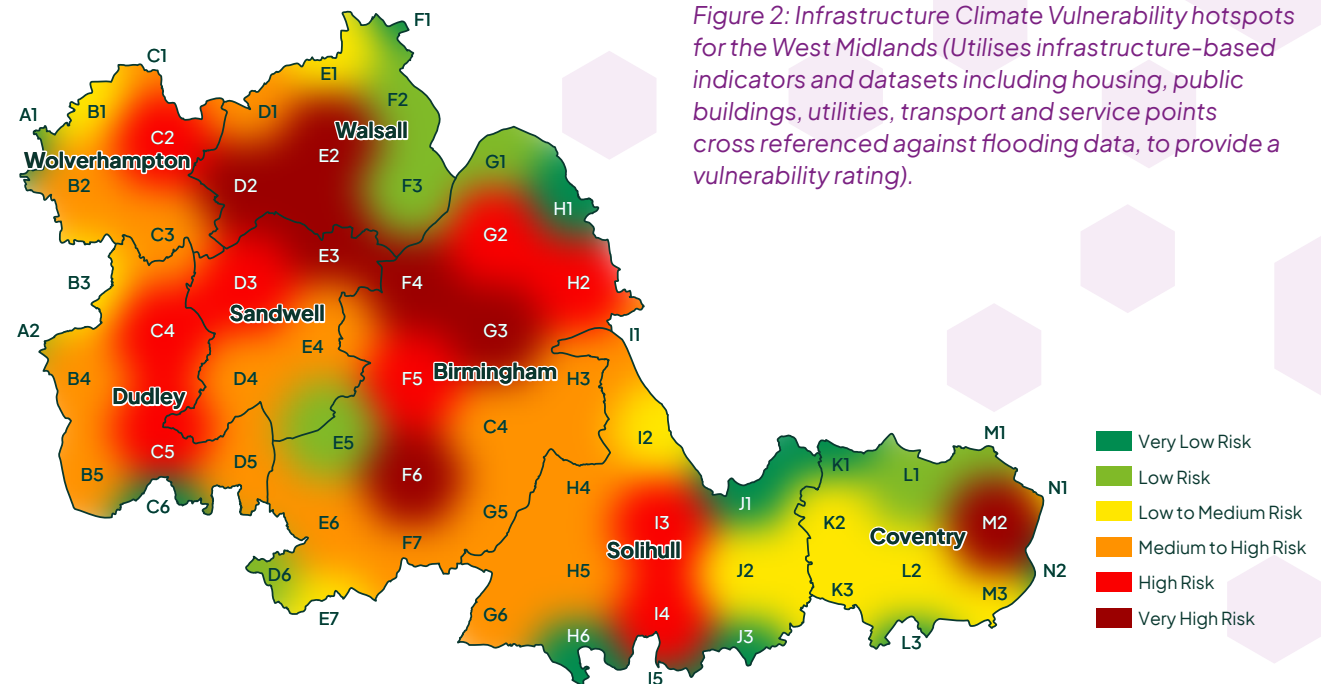 Figure 2: Infrastructure Climate Vulnerability hotspots
for the West Midlands (Utilises infrastructure-based
indicators and datasets including housing, public
buildings, utilities, transport and service points
cross referenced against flooding data, to provide a
vulnerability rating).
F1
C1
E1
F2
B1
D1
A1
Walsall
C2
Wolverhampton
E2
G1
B2
D2
F3
H1
C3
G2
E3
B3
D3
F4
H2
Sandwell
A2
C4
G3
I1
E4
Birmingham
B4
D4
F5
H3
Dudley
C4
I2
E5
M1
C5
D5
B5
F6
K1
L1
H4
N1
C6
J1
G5
E6
I3
K2
M2
Coventry
F7
Solihull
D6
H5
J2
L2
N2
K3
M3
E7
G6
I4
H6
J3
L3
I5
Very Low Risk
Low Risk
Low to Medium Risk
Medium to High Risk
High Risk
Very High Risk